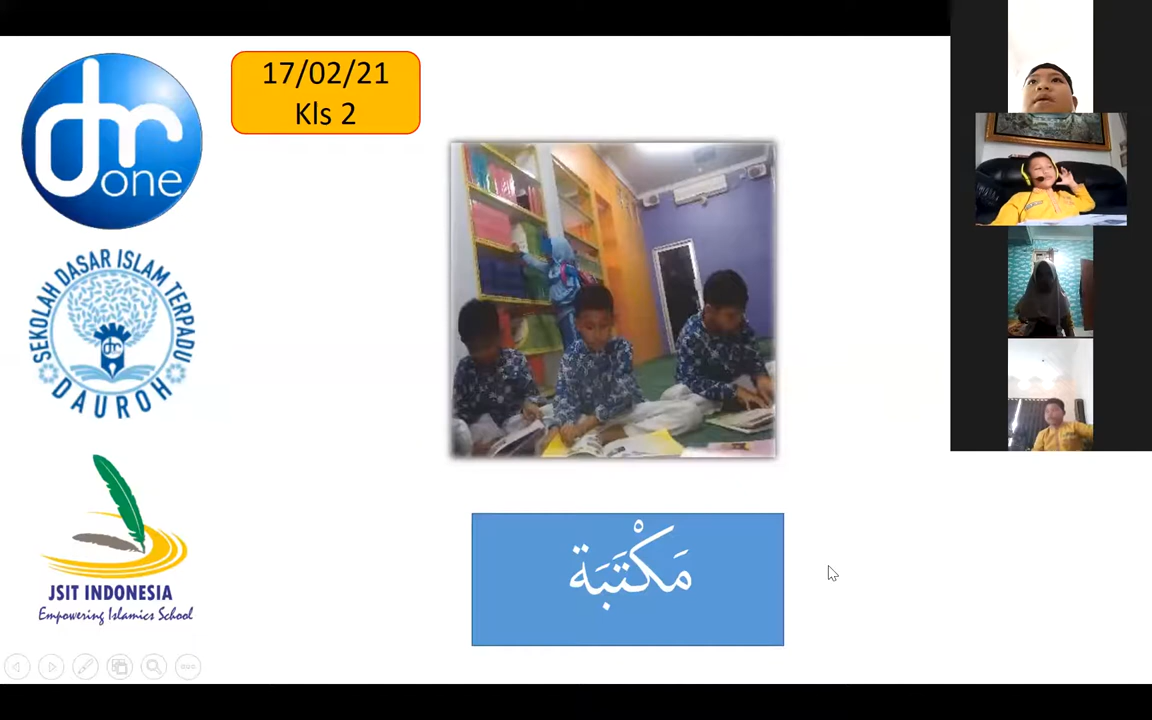 17/02/21
Kls 2
dr
one
SEKOLAH DASAR ISLAM TERPADU
DAUROH
JSIT INDONESIA
Empowering Islamics School
مَكْتَبَة